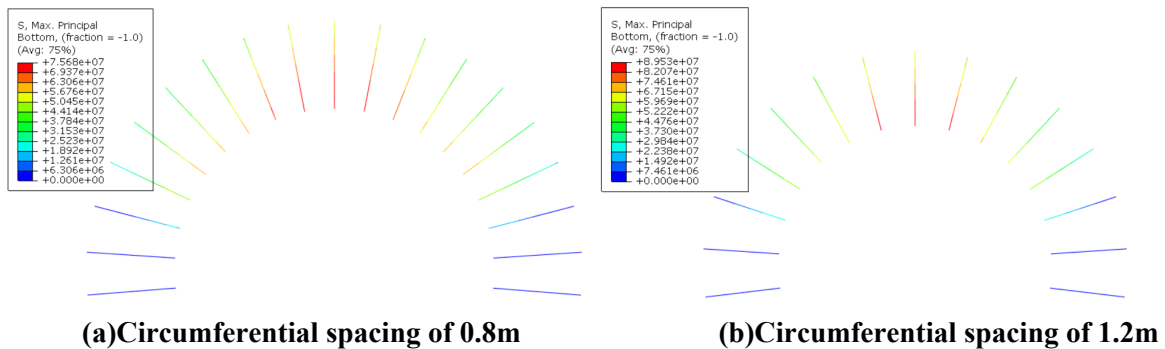 S, Max. Principal
Bottom, (fraction = -1.0)
(Avg: 75%)
+7.568e+07
+6.937e+07
+6.306e+07
+5.676e+07
+5.045e+07
+4.414e+07
+3.784e+07
+3.153e+07
+2.523e+07
+1.892e+07
+1.261e+07
+6.306e+06
+0.000e+00
S, Max. Principal
Bottom, (fraction = -1.0)
(Avg: 75%)
+8.953e+07
+8.207e+07
+7.461e+07
+6.715e+07
+5.969e+07
+5.222e+07
+4.476e+07
+3.730e+07
+2.984e+07
+2.238e+07
+1.492e+07
+7.461e+06
+0.000e+00
(a)Circumferential spacing of 0.8m
(b)Circumferential spacing of 1.2m